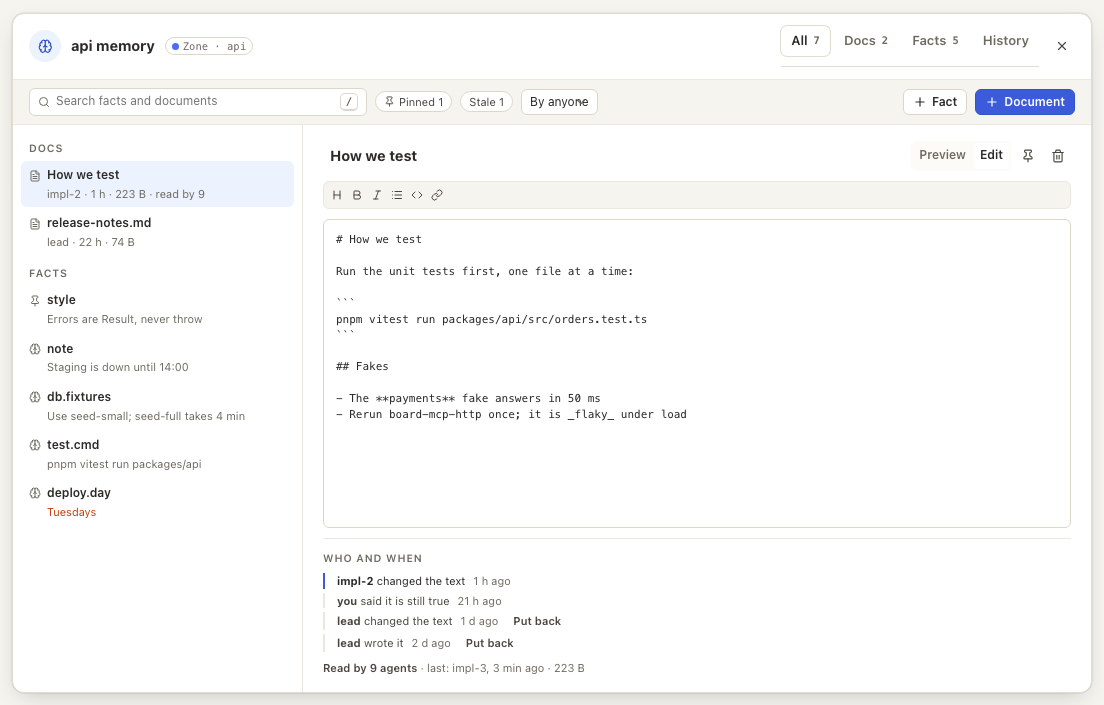 api memory
Zone · api
All 7
Docs 2
Facts 5
History
Search facts and documents
/
Pinned 1
Stale 1
By anyone
Fact
Document
DOCS
How we test
impl-2 · 1 h · 223 B · read by 9
release-notes.md
lead · 22 h · 74 B
FACTS
style
Errors are Result, never throw
note
Staging is down until 14:00
db.fixtures
Use seed-small; seed-full takes 4 min
test.cmd
pnpm vitest run packages/api
deploy.day
Tuesdays
How we test
Preview
Edit
H B I
# How we test
Run the unit tests first, one file at a time:
```
pnpm vitest run packages/api/src/orders.test.ts
```
## Fakes
- The **payments** fake answers in 50 ms
- Rerun board-mcp-http once; it is _flaky_ under load
WHO AND WHEN
impl-2 changed the text 1 h ago
you said it is still true 21 h ago
lead changed the text 1 d ago Put back
lead wrote it 2 d ago Put back
Read by 9 agents · last: impl-3, 3 min ago · 223 B